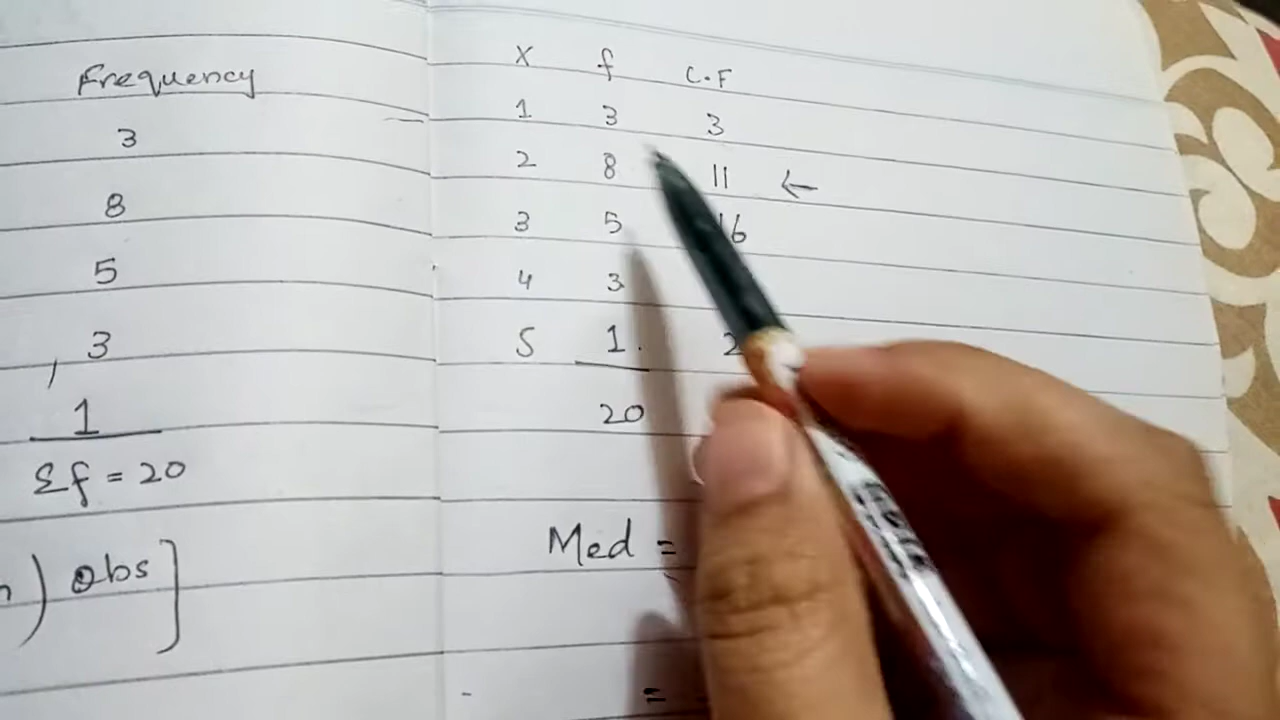 Frequency
3
8
5
3
1
Σf = 20
) Obs ]
X f C.F
1 3 3
2 8 11 ←
3 5 16
4 3
5 1 2
20
Med =
=